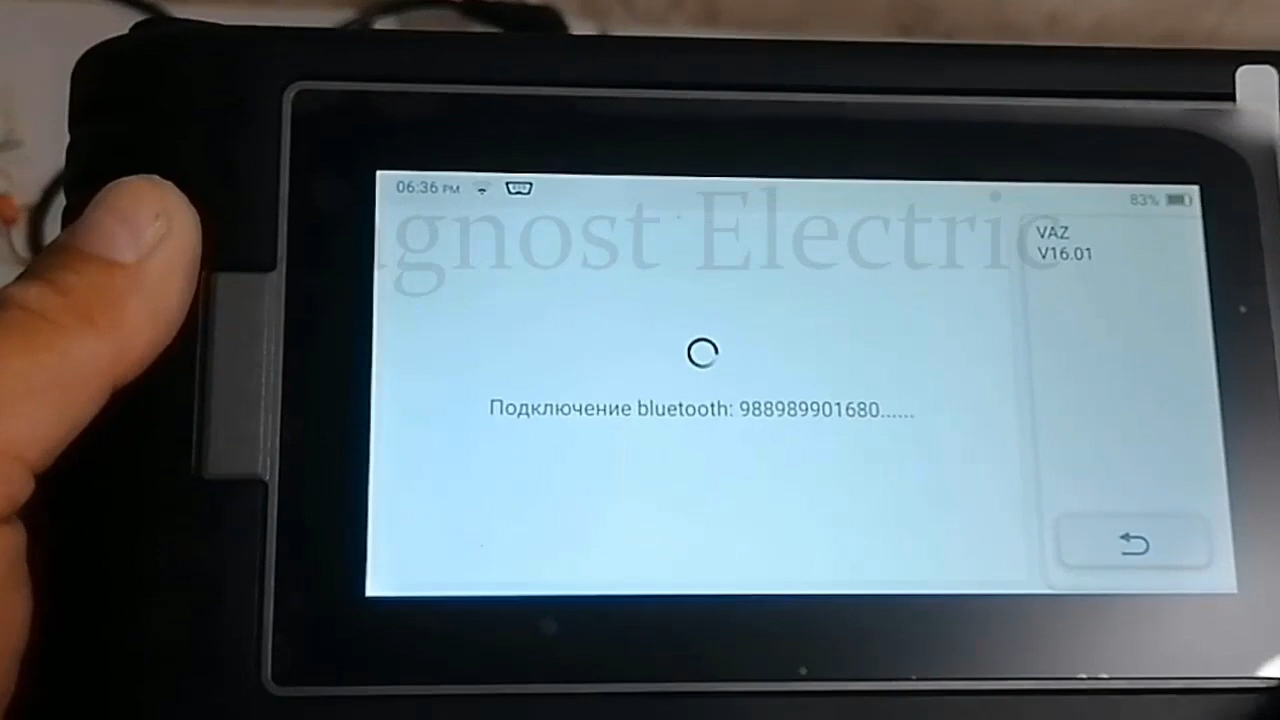 06:36 PM
83%
agnost Electric
VAZ
V16.01
Подключение bluetooth: 988989901680......